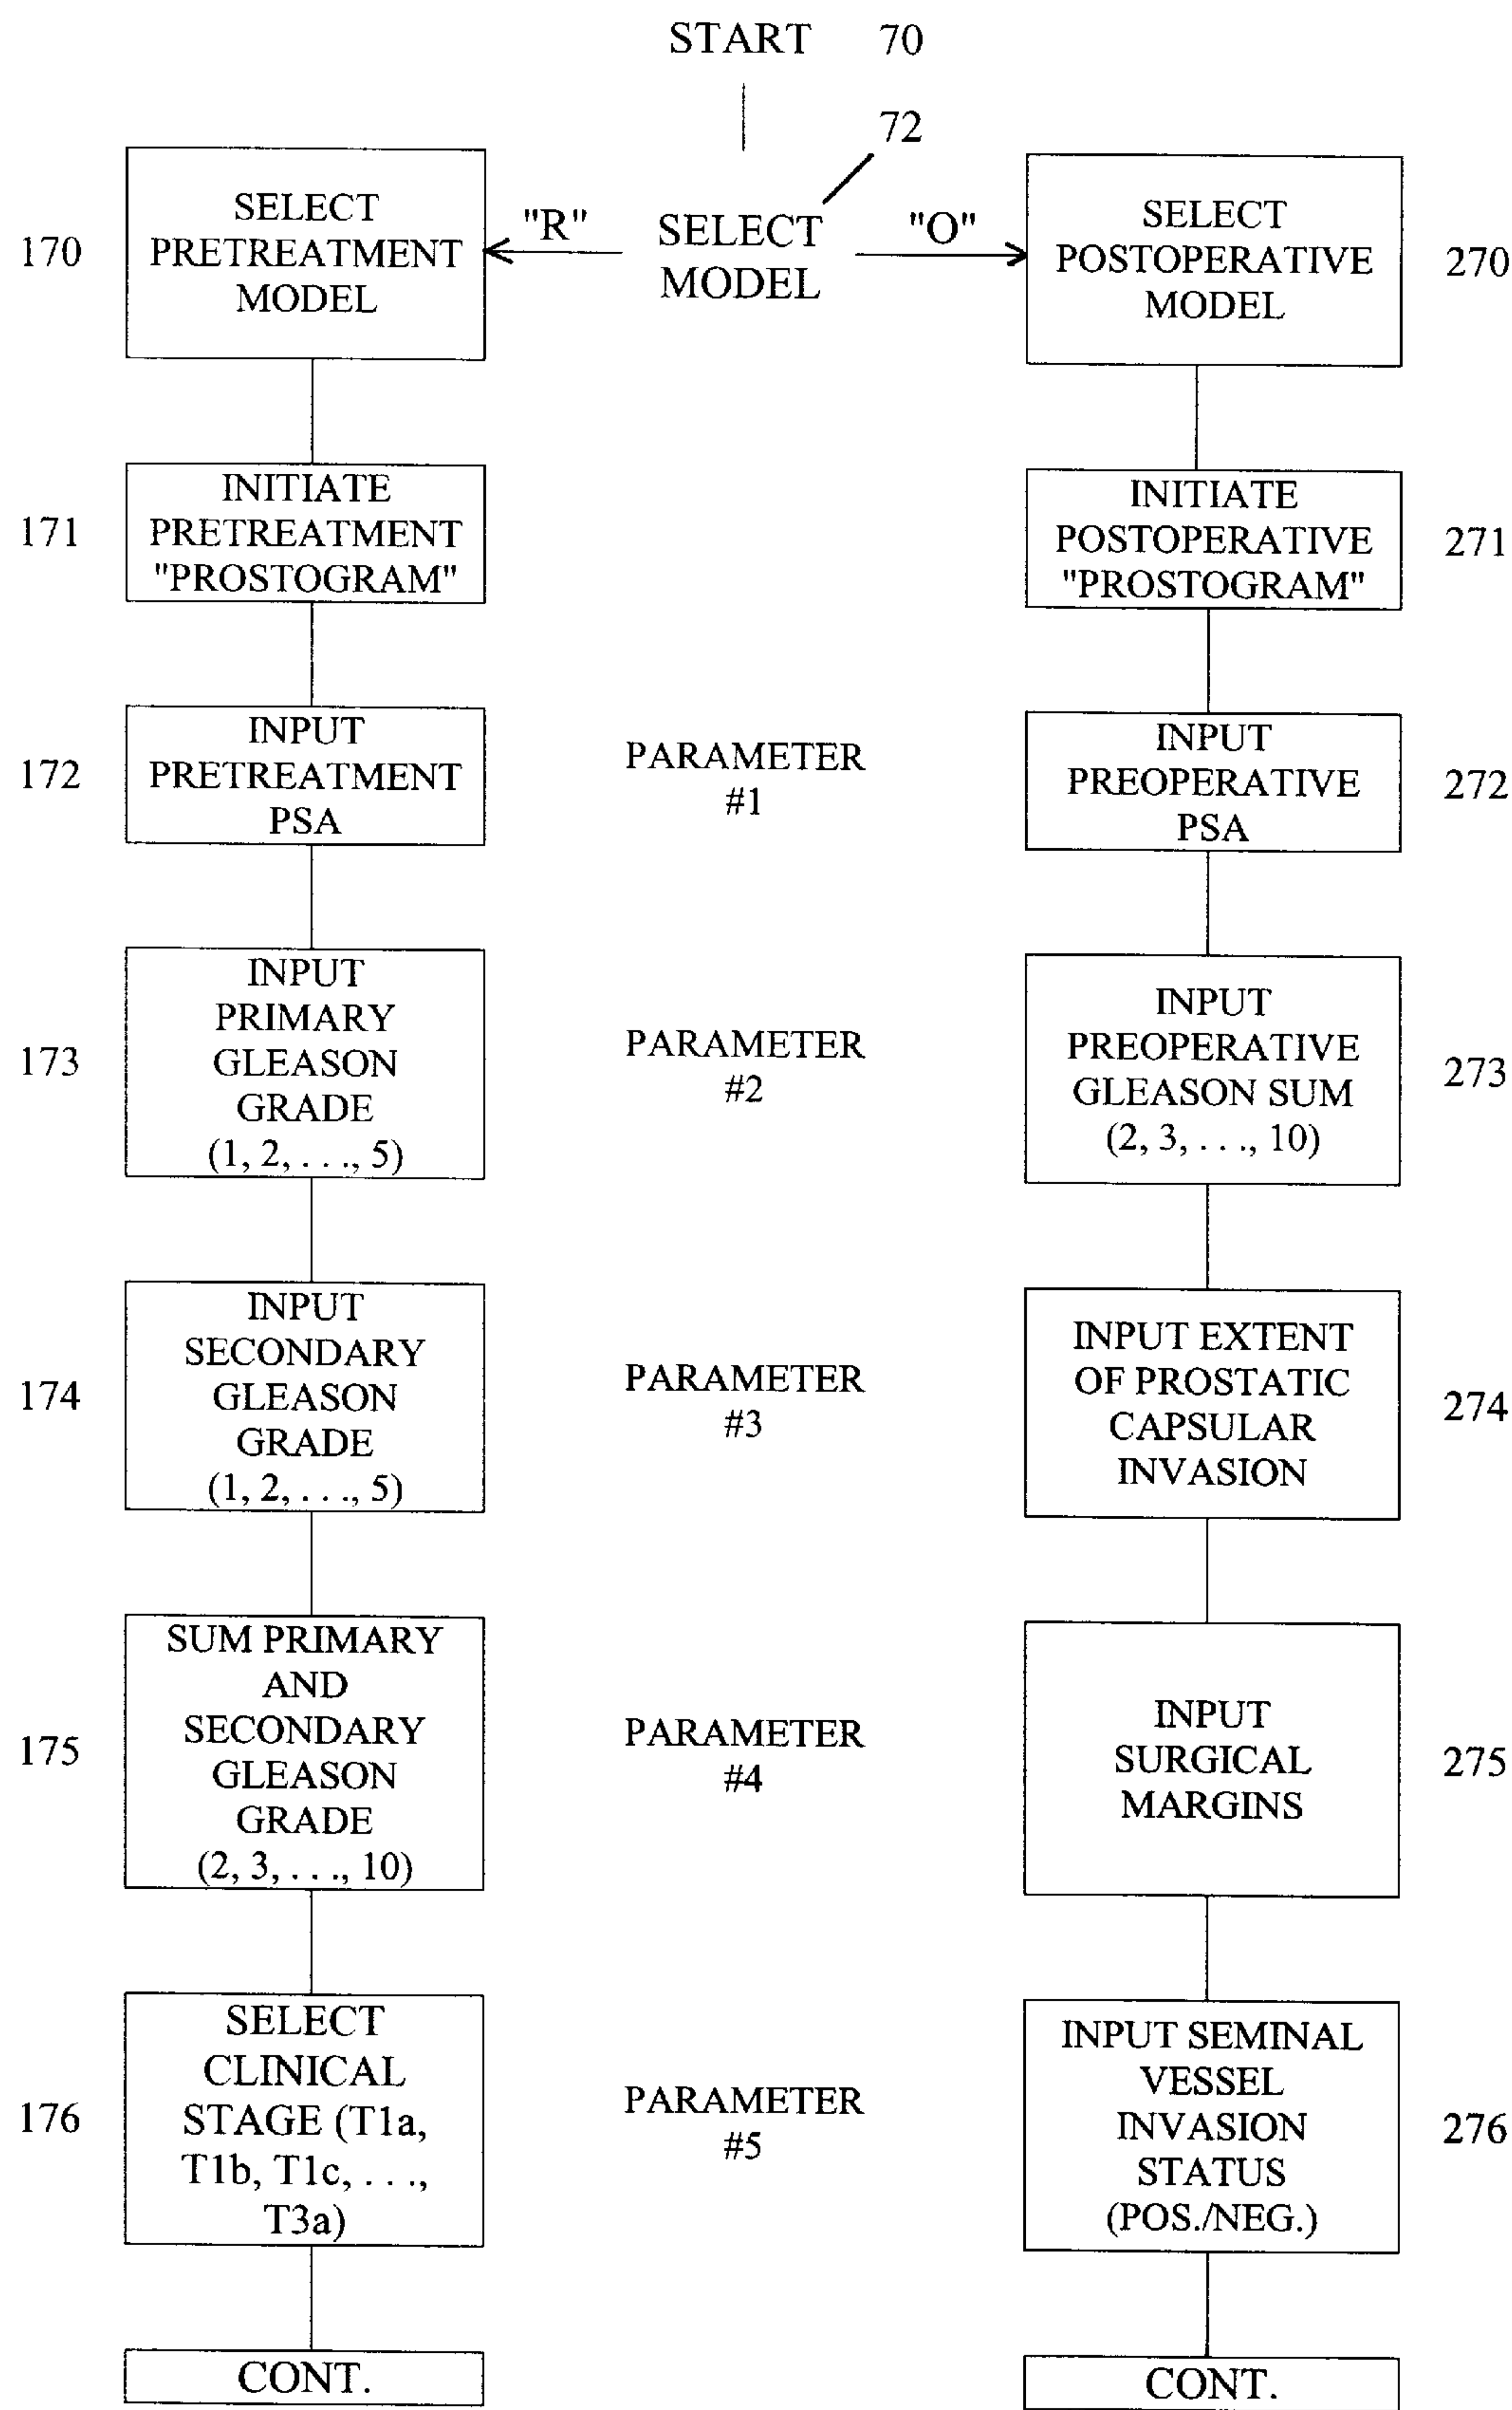 START 70
72
SELECT
PRETREATMENT
MODEL
170
"R"
SELECT
MODEL
"O"
SELECT
POSTOPERATIVE
MODEL
270
171
INITIATE
PRETREATMENT
"PROSTOGRAM"
INITIATE
POSTOPERATIVE
"PROSTOGRAM"
271
172
INPUT
PRETREATMENT
PSA
PARAMETER
#1
INPUT
PREOPERATIVE
PSA
272
173
INPUT
PRIMARY
GLEASON
GRADE
(1, 2, . . ., 5)
PARAMETER
#2
INPUT
PREOPERATIVE
GLEASON SUM
(2, 3, . . ., 10)
273
174
INPUT
SECONDARY
GLEASON
GRADE
(1, 2, . . ., 5)
PARAMETER
#3
INPUT EXTENT
OF PROSTATIC
CAPSULAR
INVASION
274
175
SUM PRIMARY
AND
SECONDARY
GLEASON
GRADE
(2, 3, . . ., 10)
PARAMETER
#4
INPUT
SURGICAL
MARGINS
275
176
SELECT
CLINICAL
STAGE (T1a,
T1b, T1c, . . .,
T3a)
PARAMETER
#5
INPUT SEMINAL
VESSEL
INVASION
STATUS
(POS./NEG.)
276
CONT.
CONT.